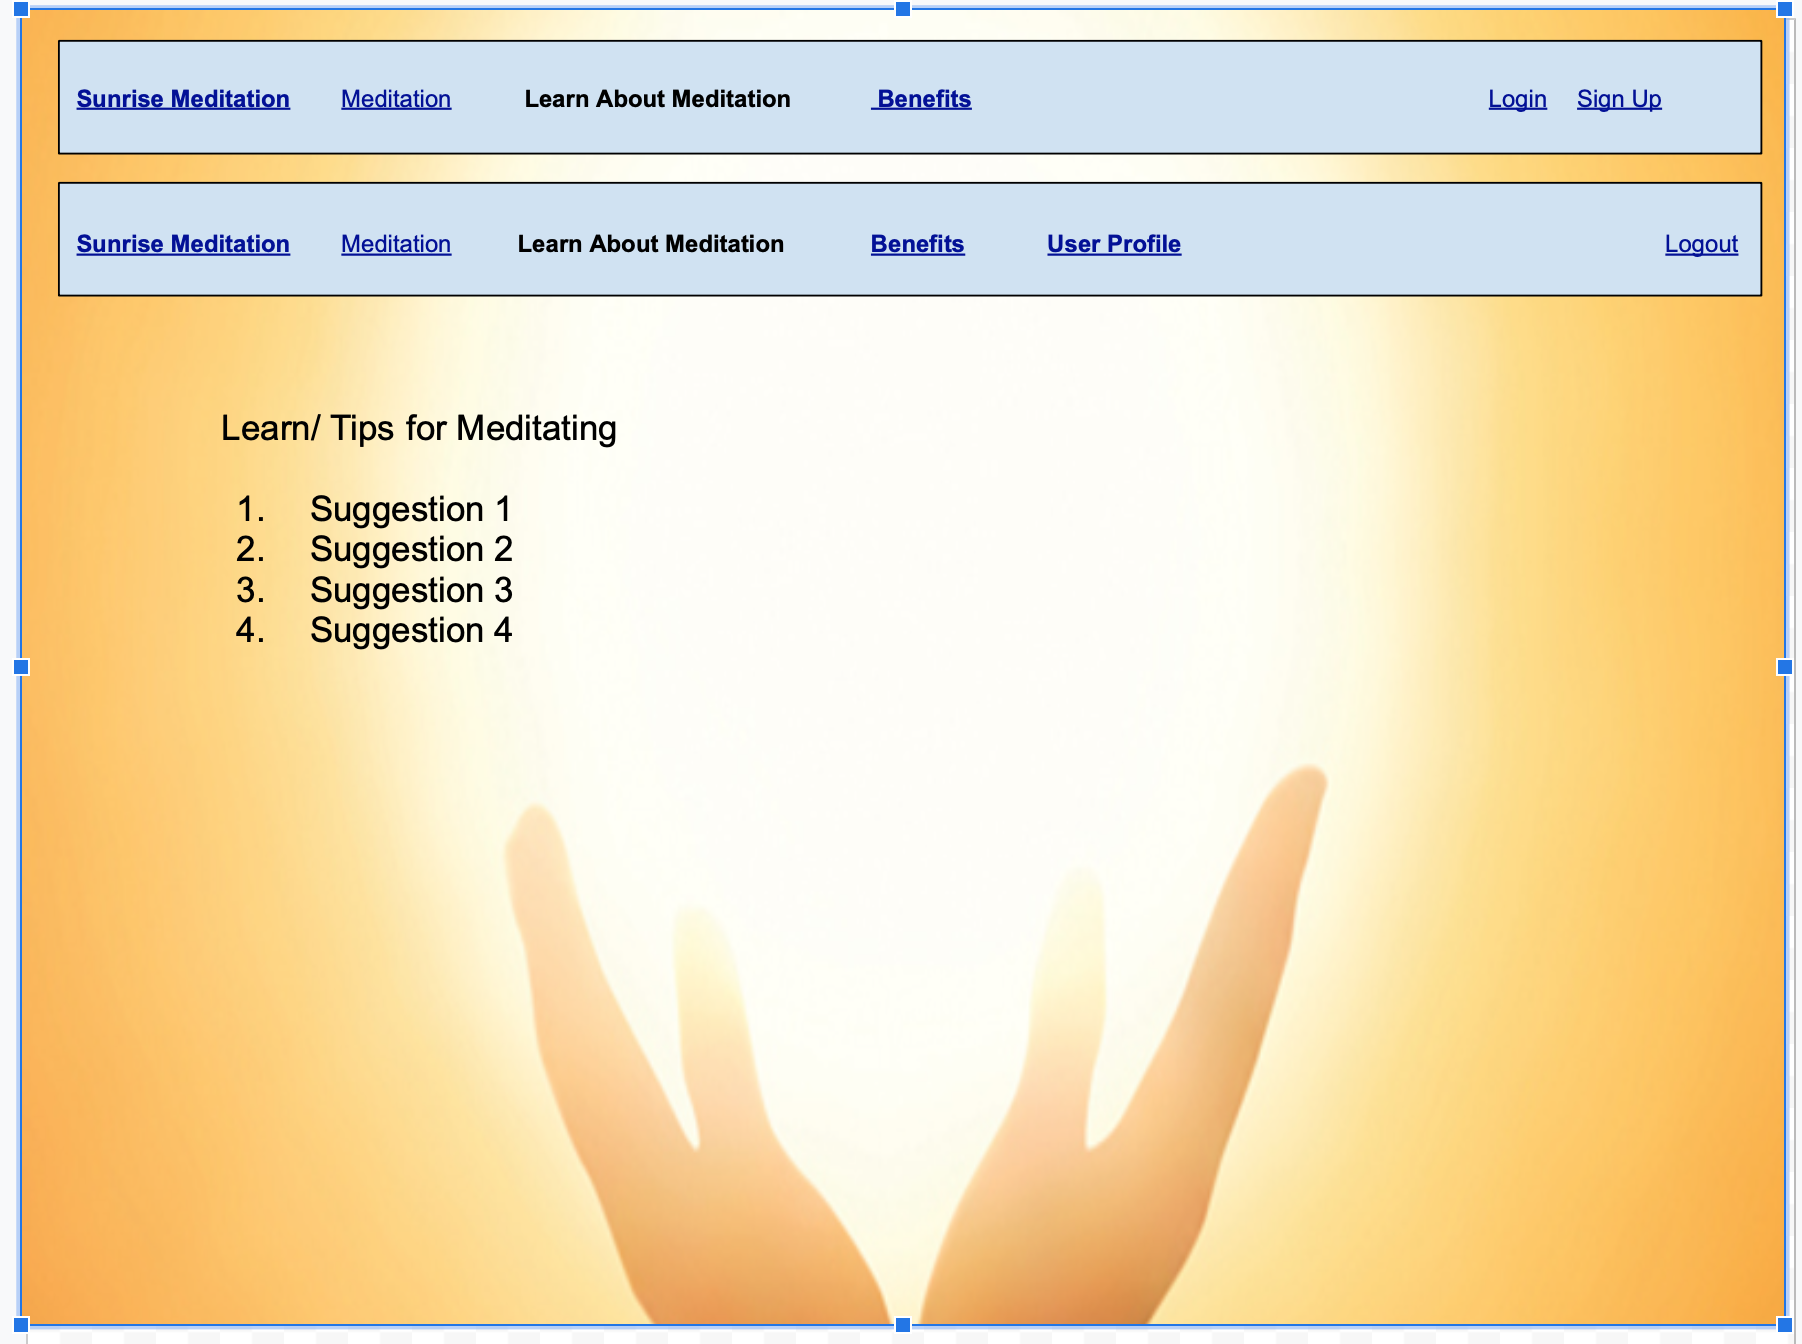 Sunrise Meditation Meditation Learn About Meditation Benefits Login Sign Up
Sunrise Meditation Meditation Learn About Meditation Benefits User Profile Logout
Learn/ Tips for Meditating
1. Suggestion 1
2. Suggestion 2
3. Suggestion 3
4. Suggestion 4